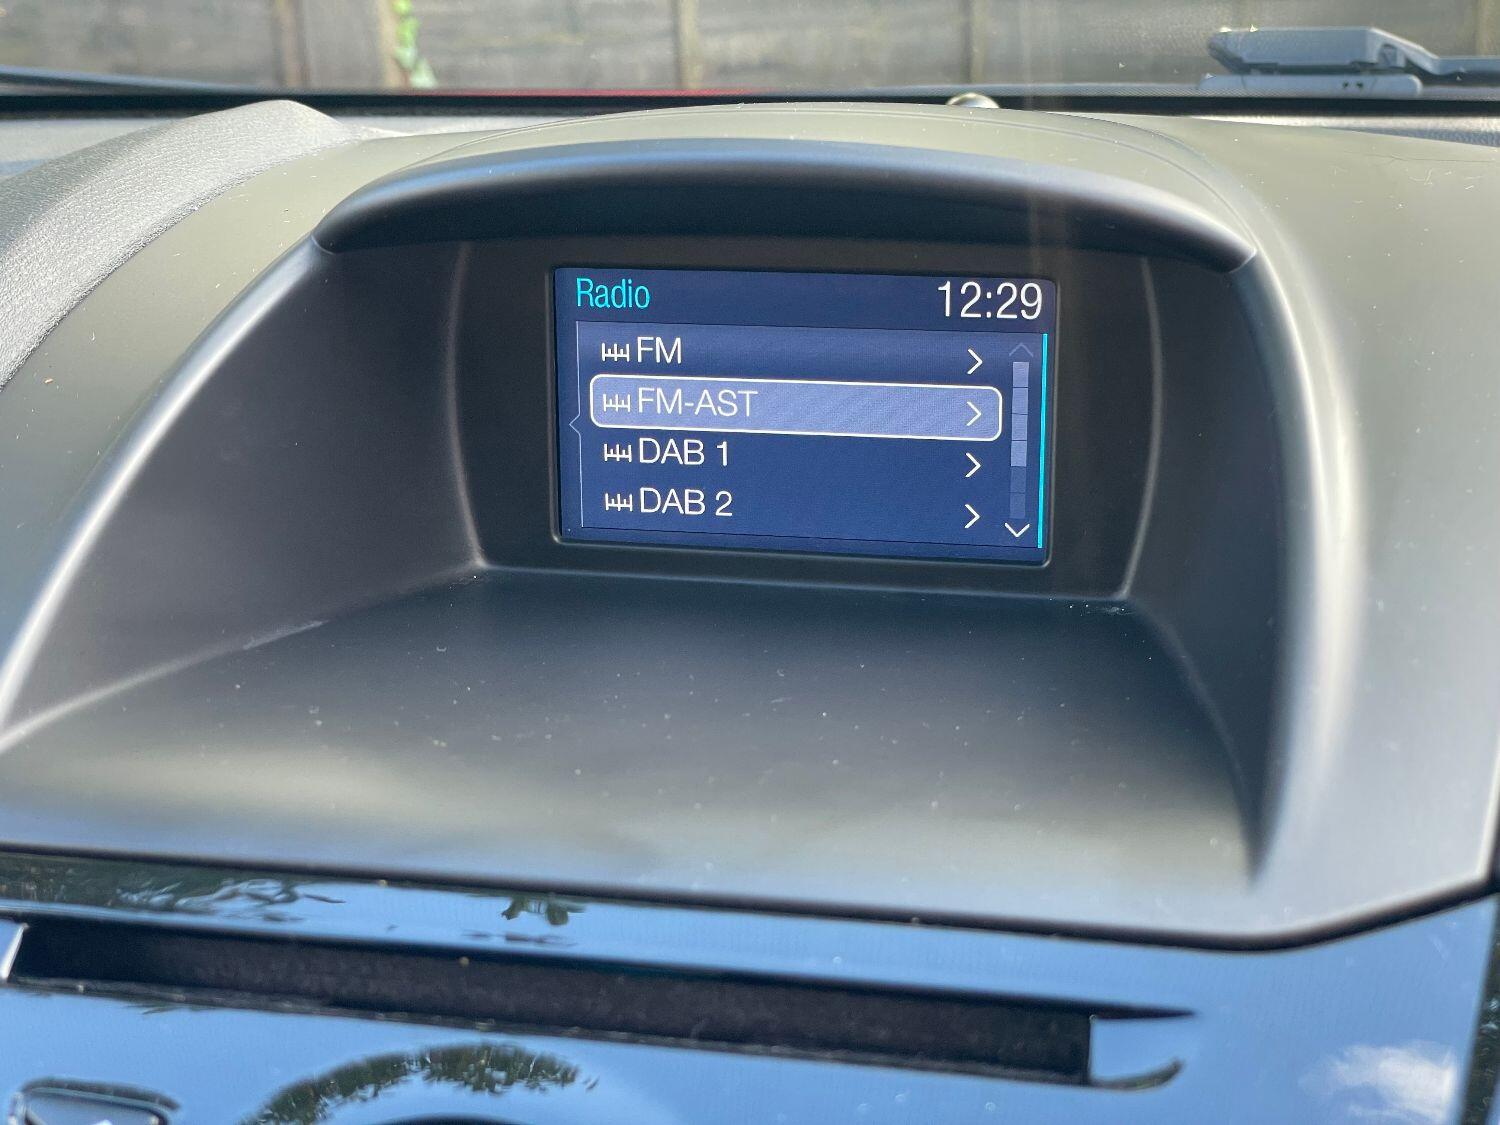 Radio 12:29
FM
FM-AST
DAB 1
DAB 2